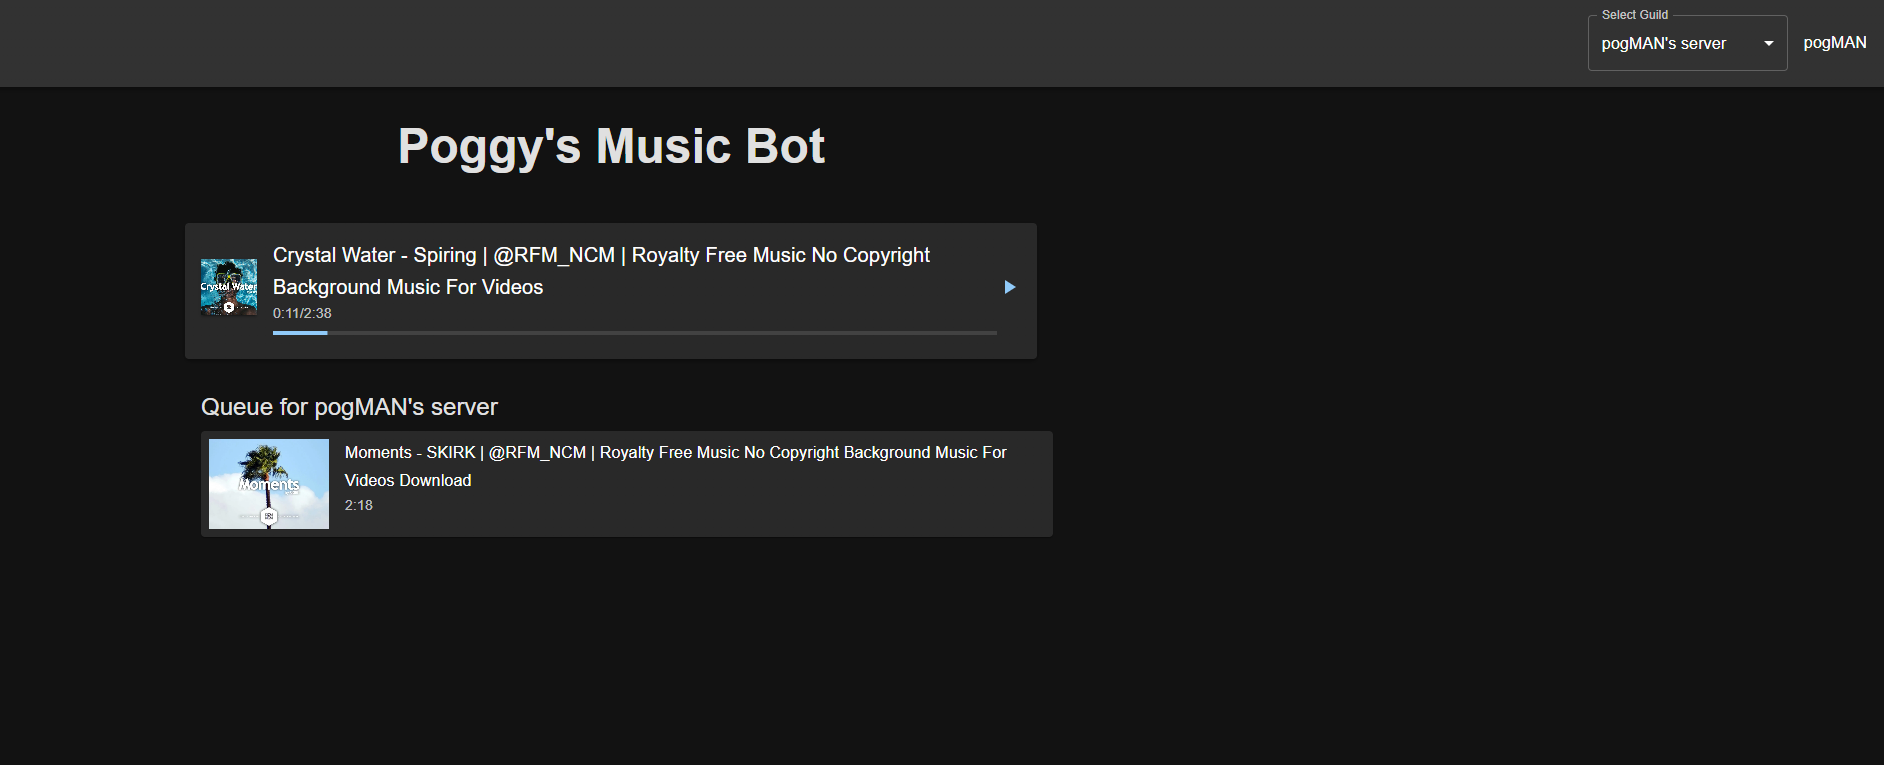 Select Guild
pogMAN's server
pogMAN
Poggy's Music Bot
Crystal Water
Crystal Water - Spiring | @RFM_NCM | Royalty Free Music No Copyright
Background Music For Videos
0:11/2:38
Queue for pogMAN's server
Moments
Moments - SKIRK | @RFM_NCM | Royalty Free Music No Copyright Background Music For
Videos Download
2:18